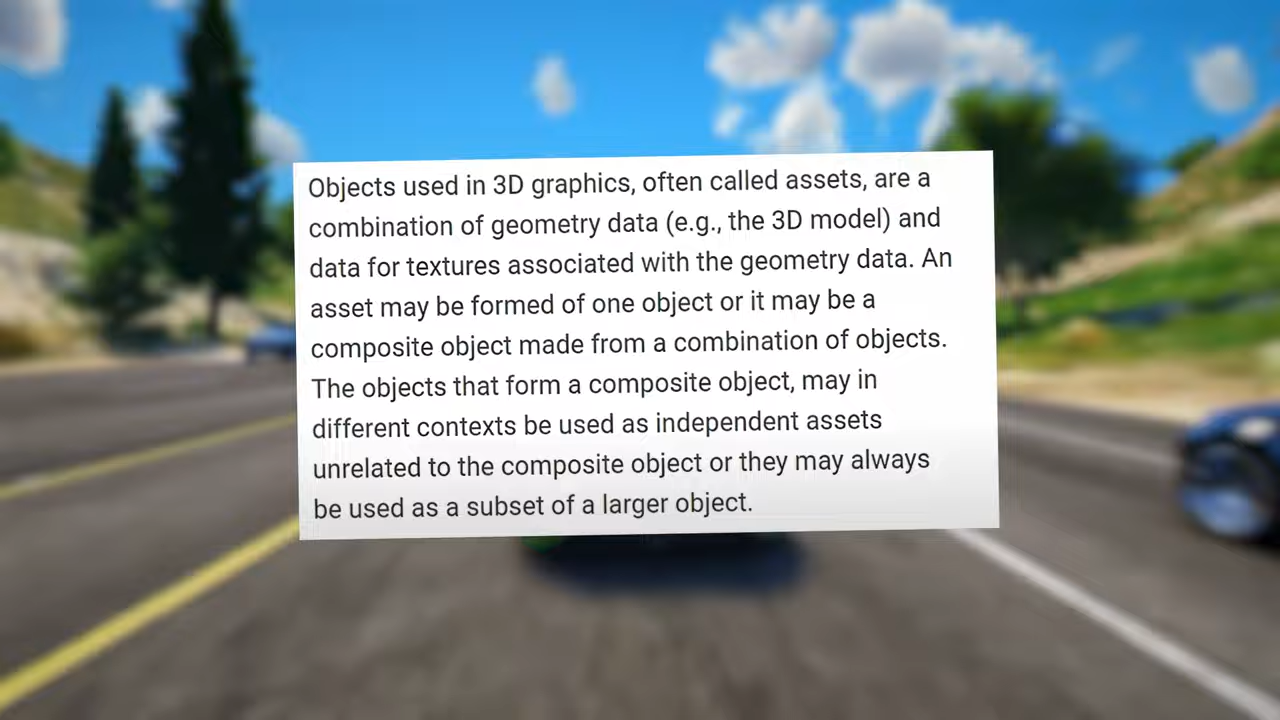 Objects used in 3D graphics, often called assets, are a
combination of geometry data (e.g., the 3D model) and
data for textures associated with the geometry data. An
asset may be formed of one object or it may be a
composite object made from a combination of objects.
The objects that form a composite object, may in
different contexts be used as independent assets
unrelated to the composite object or they may always
be used as a subset of a larger object.